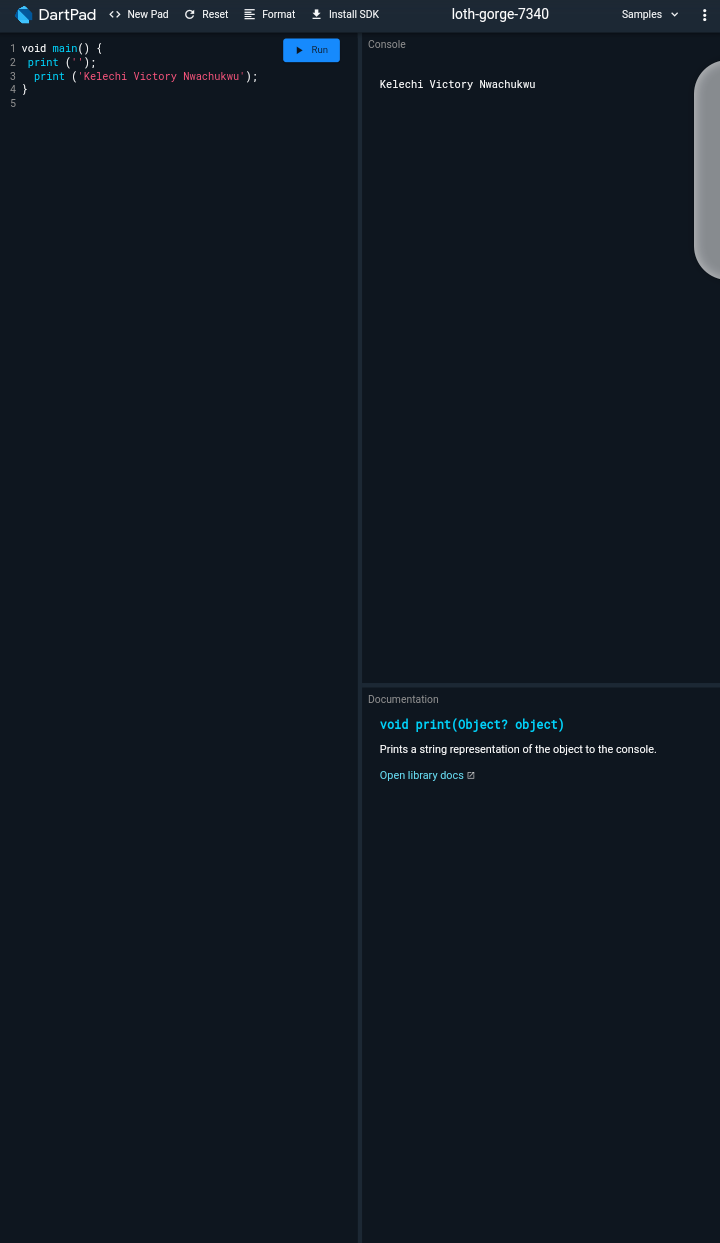 DartPad <> New Pad Reset Format Install SDK loth-gorge-7340 Samples
1 void main() {
2 print ('');
3 print ('Kelechi Victory Nwachukwu');
4 }
5
Run
Console
Kelechi Victory Nwachukwu
Documentation
void print(Object? object)
Prints a string representation of the object to the console.
Open library docs